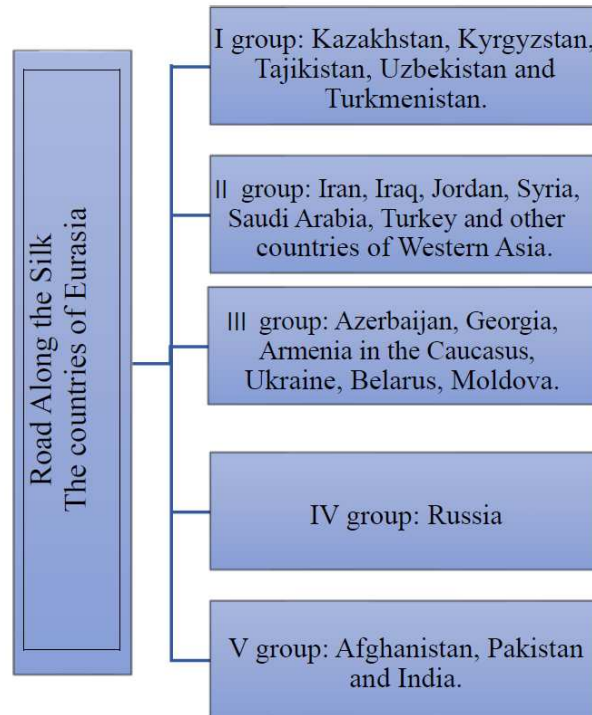 Road Along the Silk
The countries of Eurasia
I group: Kazakhstan, Kyrgyzstan,
Tajikistan, Uzbekistan and
Turkmenistan.
II group: Iran, Iraq, Jordan, Syria,
Saudi Arabia, Turkey and other
countries of Western Asia.
III group: Azerbaijan, Georgia,
Armenia in the Caucasus,
Ukraine, Belarus, Moldova.
IV group: Russia
V group: Afghanistan, Pakistan
and India.